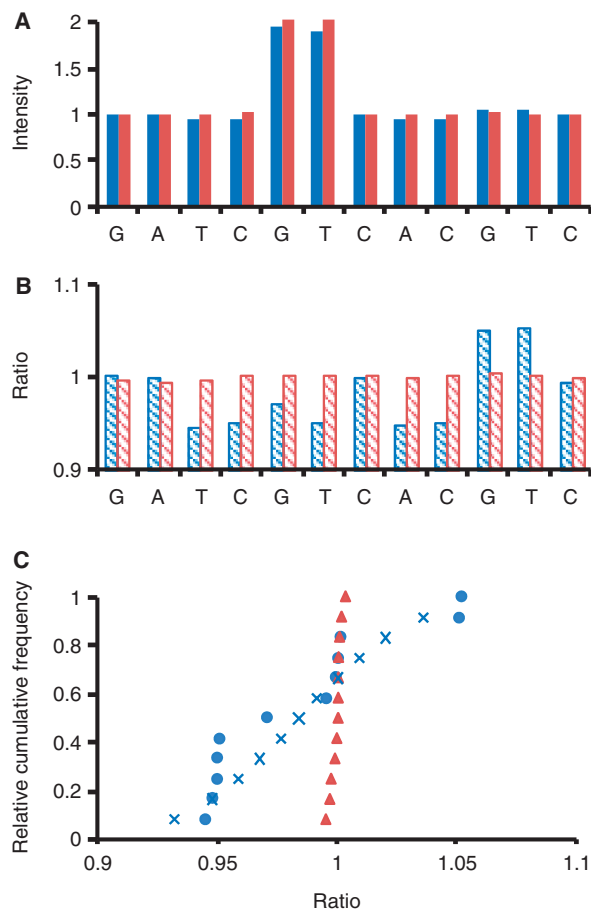 A
Intensity
2
1.5
1
0.5
0
G A T C G T C A C G T C
B
Ratio
1.1
1
0.9
G A T C G T C A C G T C
C
Relative cumulative frequency
1
0.8
0.6
0.4
0.2
0
0.9 0.95 1 1.05 1.1
Ratio